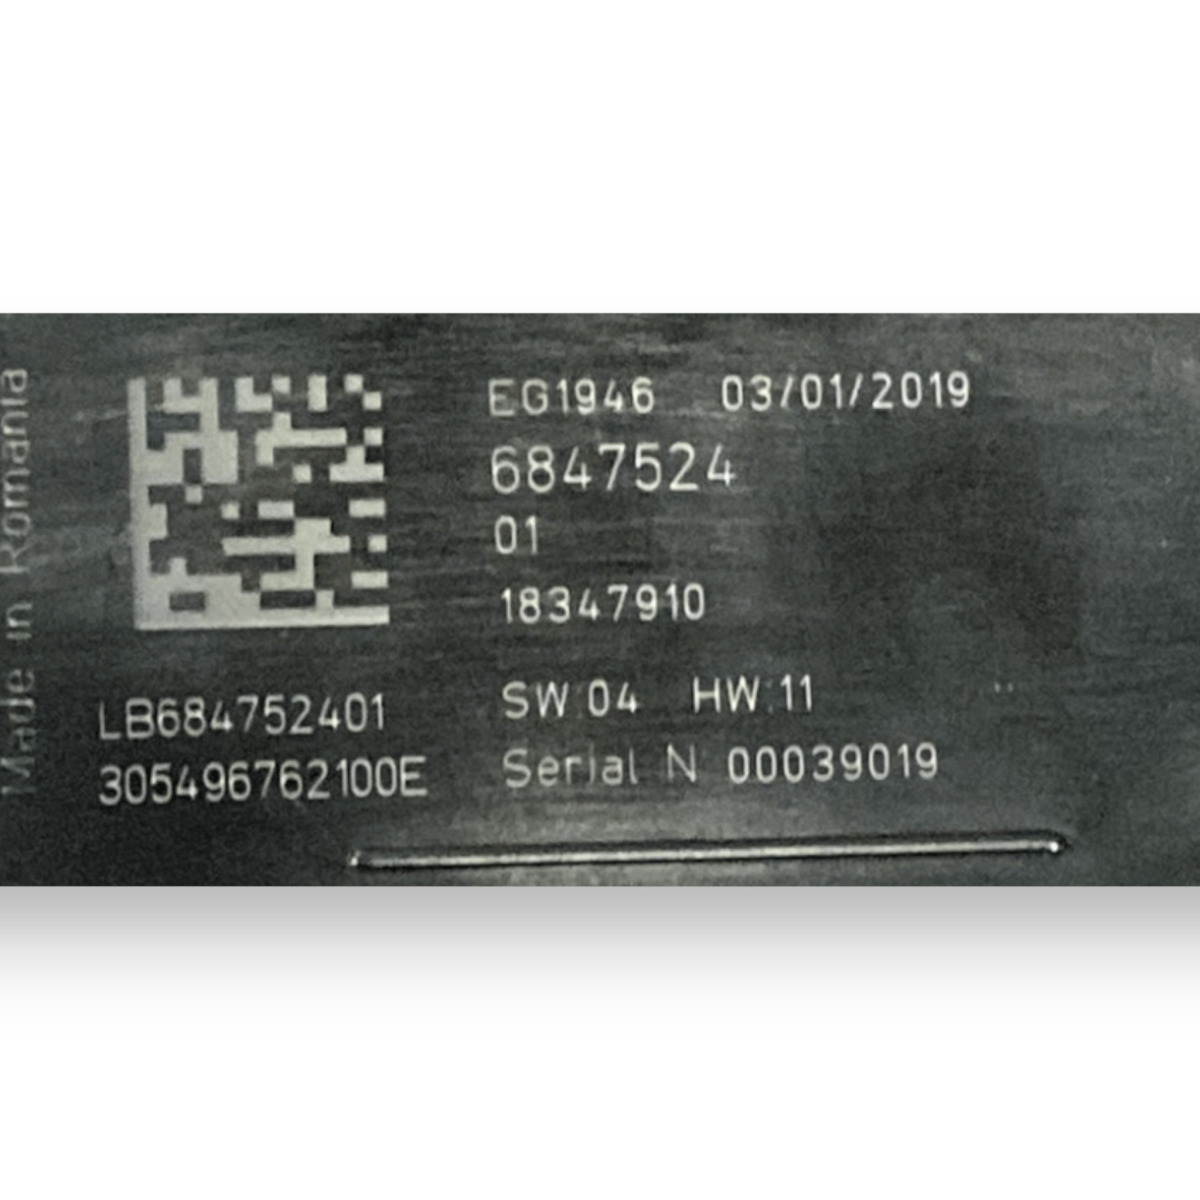 Made in Romania
EG1946 03/01/2019
6847524
01
18347910
SW:04 HW:11
Serial N° 00039019
LB684752401
305496762100E